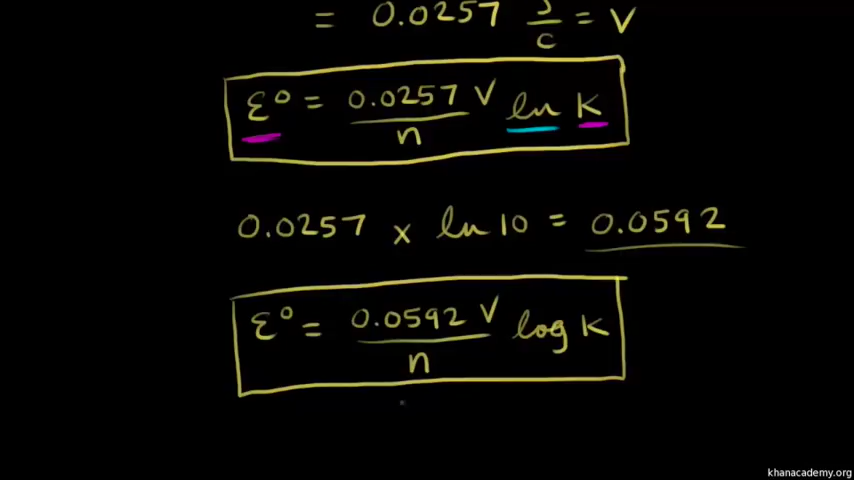 = 0.0257 J/C = V
ε° = 0.0257 V/n ln K
0.0257 x ln 10 = 0.0592
ε° = 0.0592 V/n log K
khanacademy.org